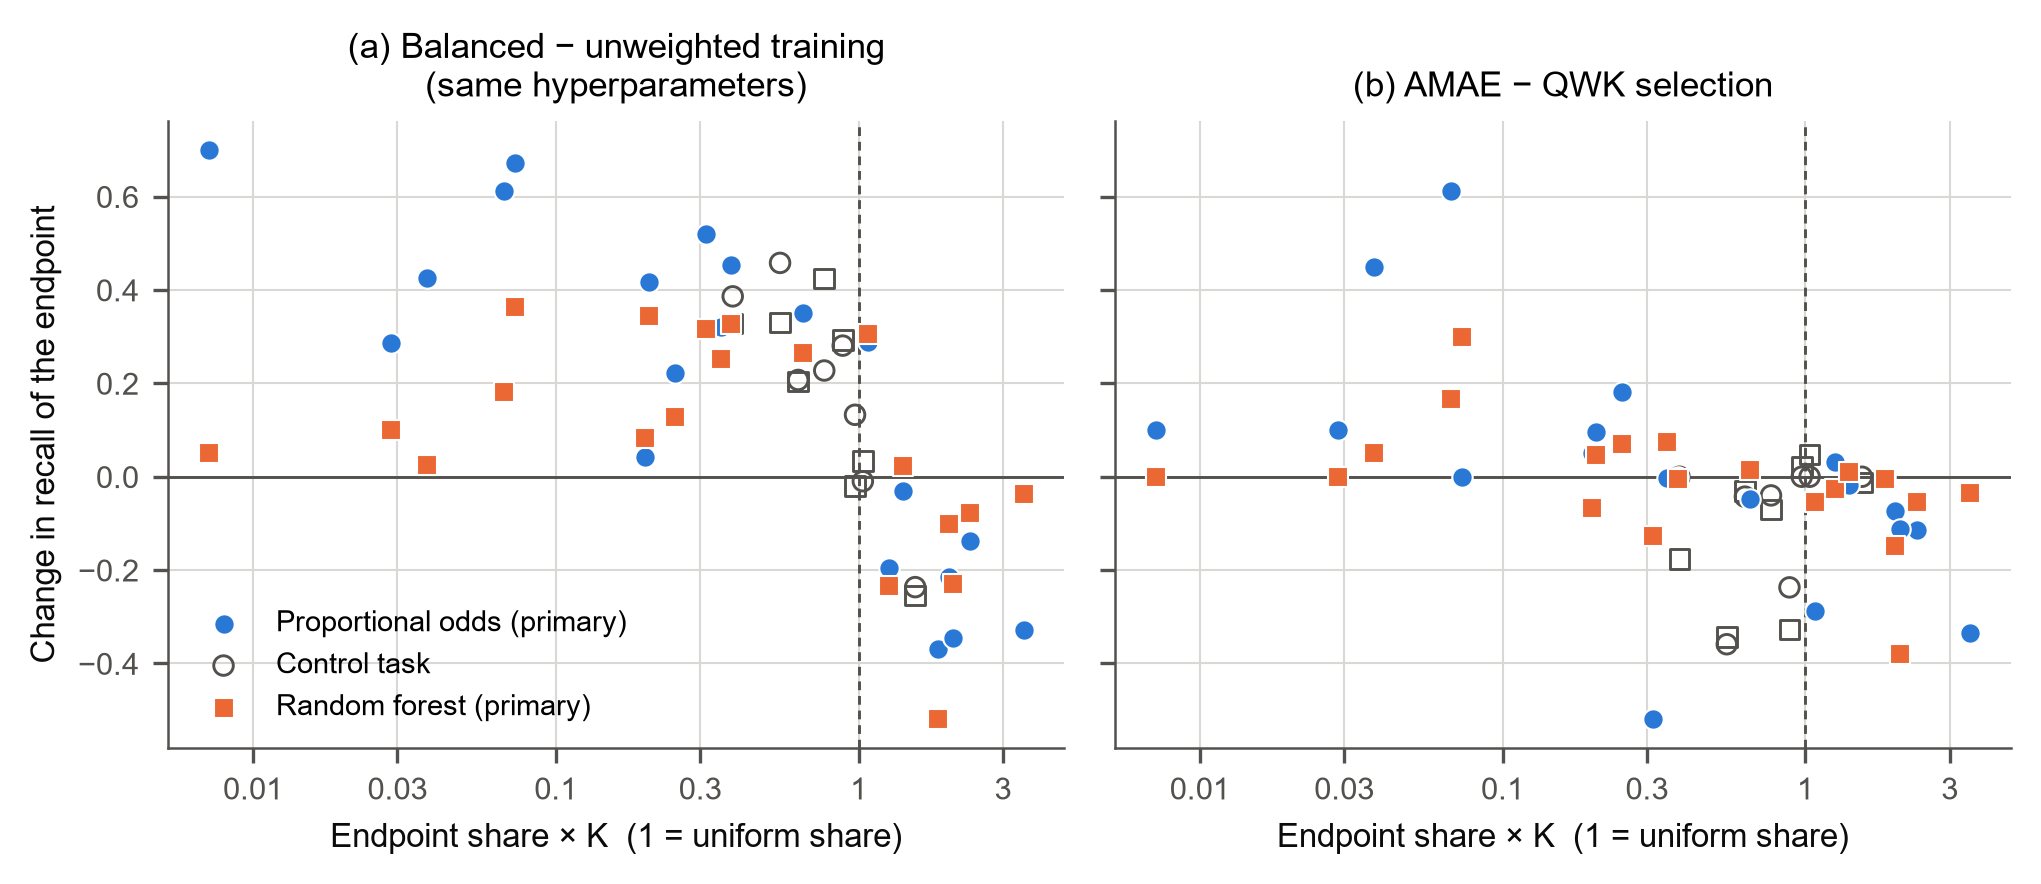 (a) Balanced − unweighted training
(same hyperparameters)
(b) AMAE − QWK selection
Change in recall of the endpoint
0.6
0.4
0.2
0.0
−0.2
−0.4
Proportional odds (primary)
Control task
Random forest (primary)
0.01
0.03
0.1
0.3
1
3
0.01
0.03
0.1
0.3
1
3
Endpoint share × K (1 = uniform share)
Endpoint share × K (1 = uniform share)